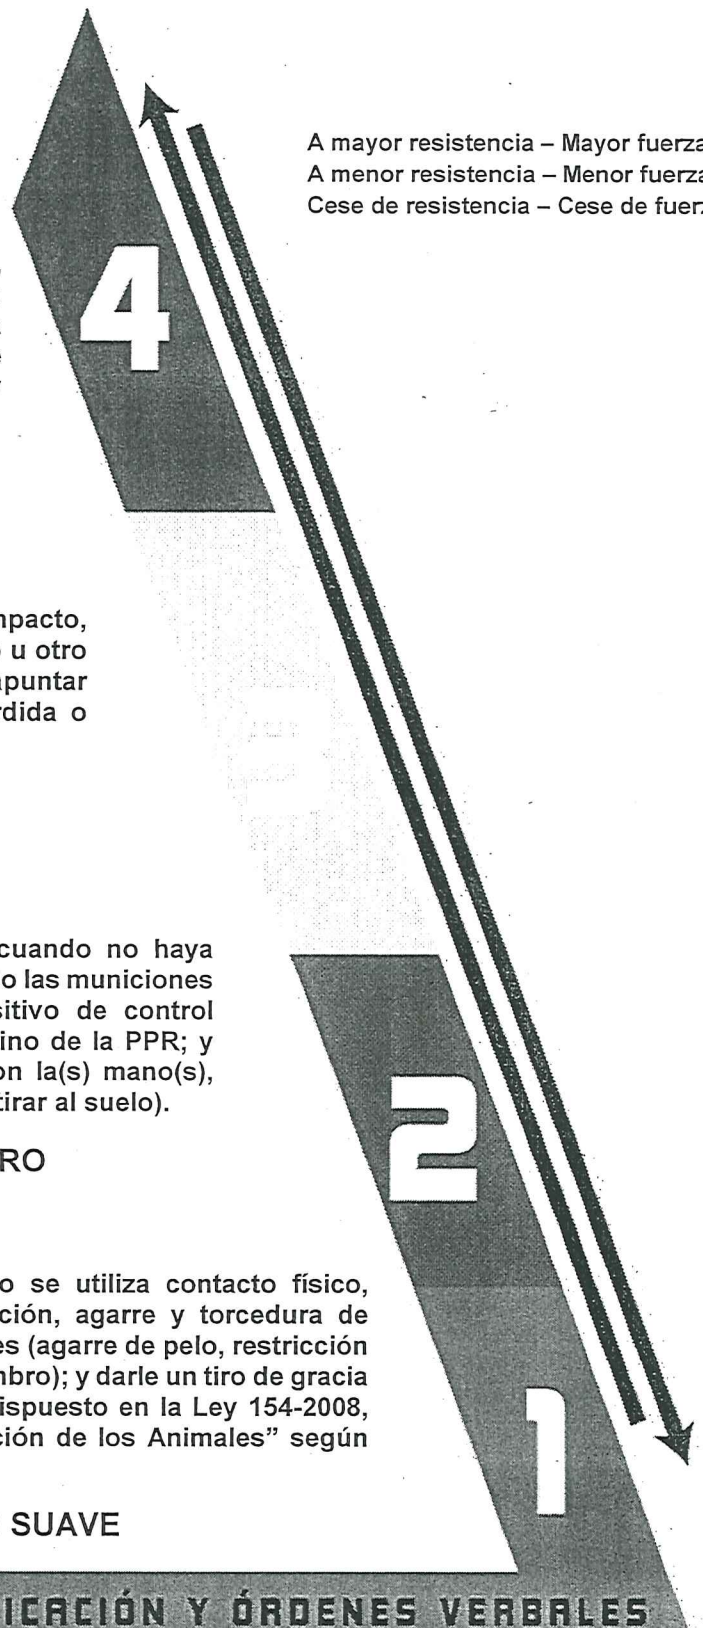 A mayor resistencia – Mayor fuerza
A menor resistencia – Menor fuerza
Cese de resistencia – Cese de
4
mpacto,
u otro
apuntar
rdida o
cuando no haya
o las municiones
sitivo de control
ino de la PPR; y
on la(s) mano(s),
tirar al suelo).
2
RO
o se utiliza contacto físico,
ción, agarre y torcedura de
es (agarre de pelo, restricción
nbro); y darle un tiro de gracia
ispuesto en la Ley 154-2008,
ción de los Animales” según
1
SUAVE
ICACIÓN Y ÓRDENES VERBALES